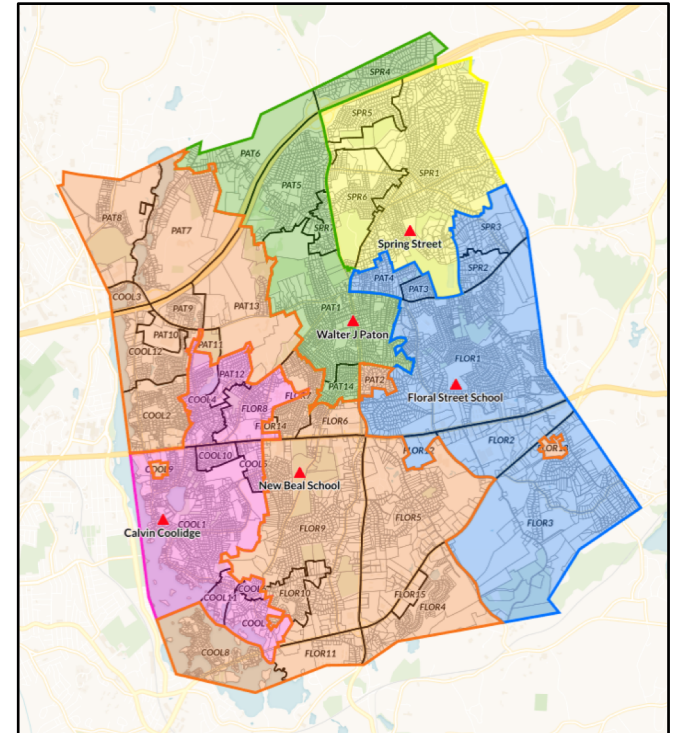 SPR4
SPR5
PAT6
SPR1
PAT5
SPR6
PAT8
SPR3
PAT7
SPR7
Spring Street
SPR2
PAT4
PAT3
COOL3
PAT13
PAT9
PAT1
Walter J Paton
PAT10
PAT11
COOL12
FLOR1
PAT12
PAT2
PAT14
COOL4
Floral Street School
FLOR8
COOL2
FLOR6
FLOR14
FLOR2
COOL10
COOL9
New Beal School
FLOR5
COOL1
FLOR3
Calvin Coolidge
FLOR9
FLOR10
FLOR15
FLOR4
COOL8
FLOR11